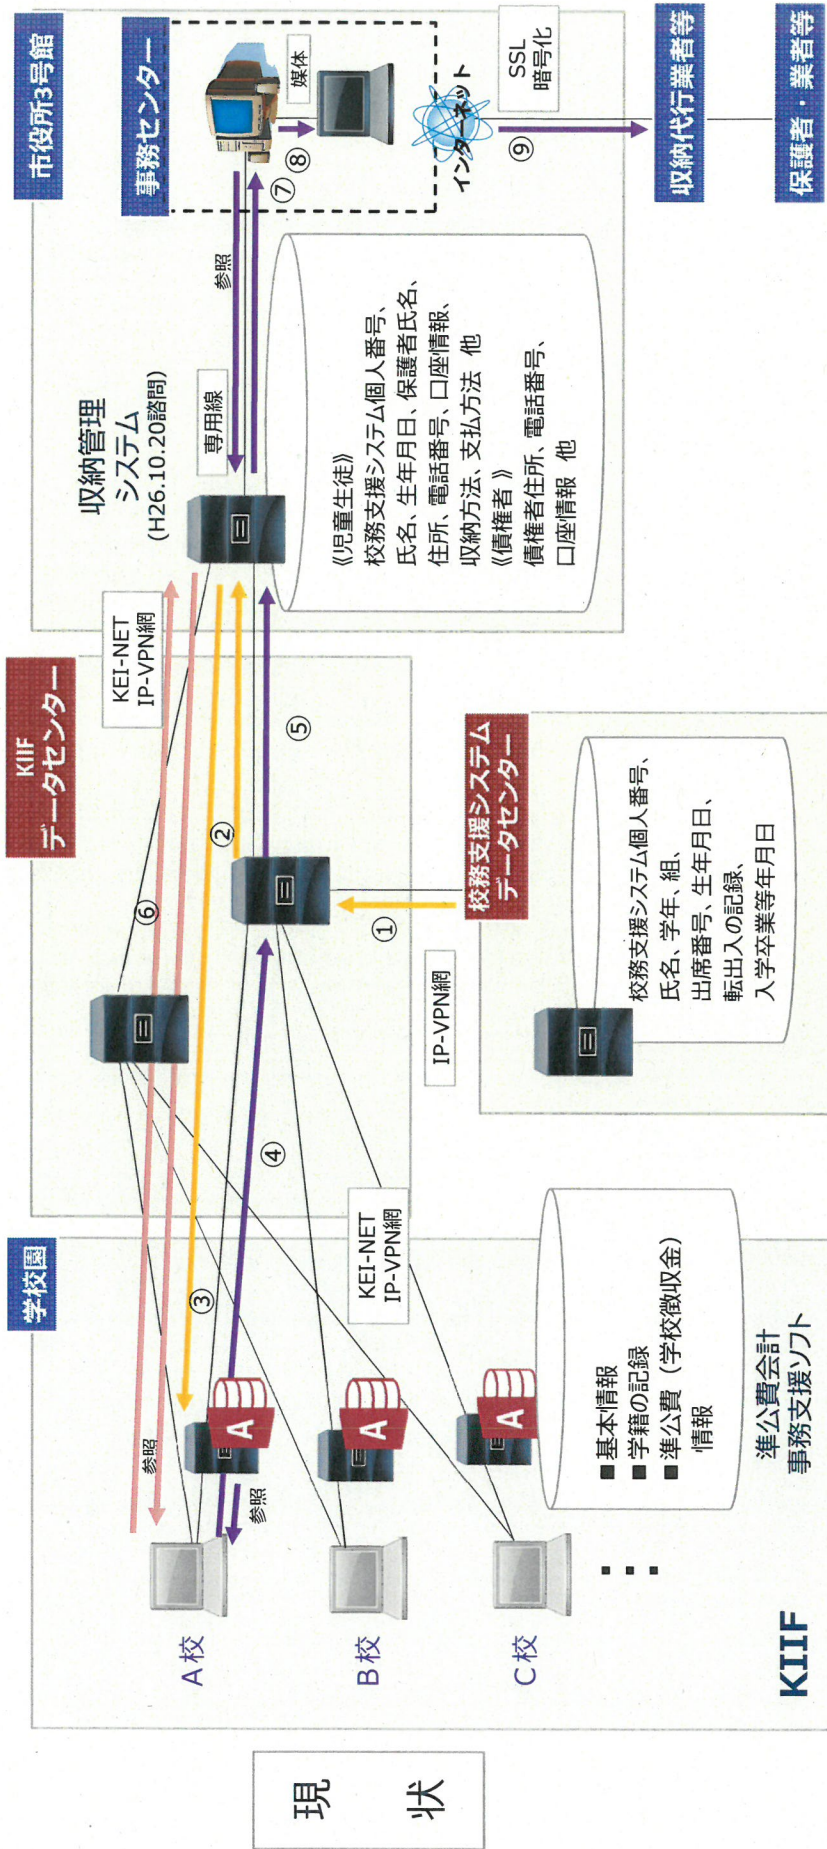 現状
学校園
KIIF
データセンター
市役所3号館
事務センター
収納管理
システム
(H26.10.20諮問)
KEI-NET
IP-VPN網
専用線
参照
⑦
⑧
媒体
インターネット
SSL
暗号化
⑨
収納代行業者等
保護者・業者等
⑥
②
⑤
①
③
④
参照
参照
A校
B校
C校
A
A
A
KEI-NET
IP-VPN網
IP-VPN網
校務支援システム
データセンター
《児童生徒》
校務支援システム個人番号、
氏名、生年月日、保護者氏名、
住所、電話番号、口座情報、
収納方法、支払方法 他
《債権者》
債権者住所、電話番号、
口座情報 他
校務支援システム個人番号、
氏名、学年、組、
出席番号、生年月日、
転出入の記録、
入学卒業等年月日
■基本情報
■学籍の記録
■準公費（学校徴収金）
情報
準公費会計
事務支援ソフト
KIIF